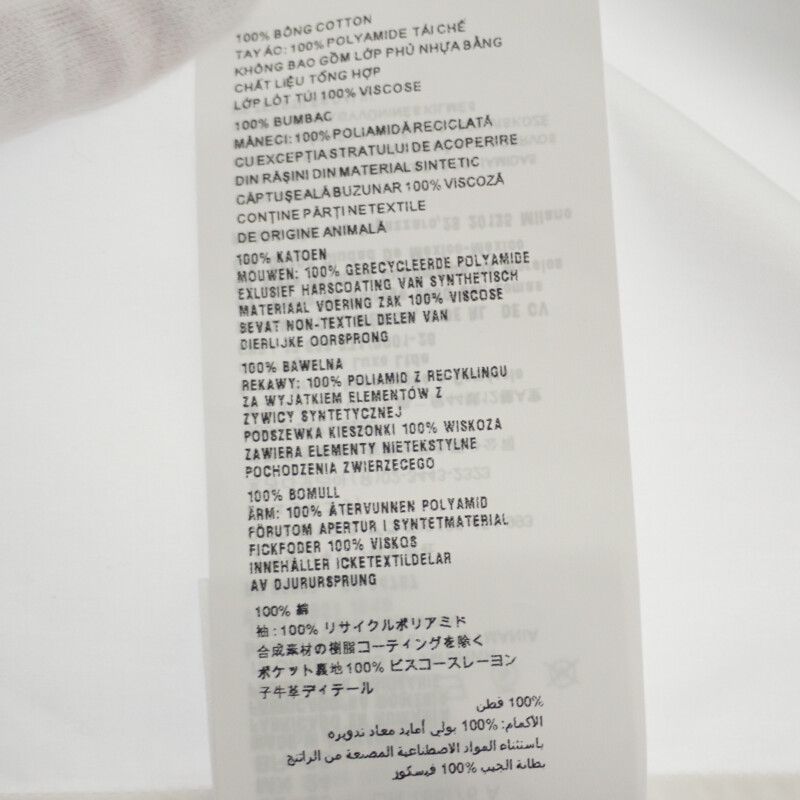 100% BÔNG COTTON
TAY ÁC: 100% POLYAMIDE TÁI CHẾ
KHÔNG BAO GỒM LỚP PHỦ NHỰA BẰNG
CHẤT LIỆU TỔNG HỢP
LỚP LÓT TÚI 100% VISCOSE
100% BUMBAC
MÂNECI: 100% POLIAMIDĂ RECICLATĂ
CU EXCEPȚIA STRATULUI DE ACOPERIRE
DIN RĂȘINI DIN MATERIAL SINTETIC
CĂPTUȘEALĂ BUZUNAR 100% VISCOZĂ
CONȚINE PĂRȚI NETEXTILE
DE ORIGINE ANIMALĂ
100% KATOEN
MOUWEN: 100% GERECYCLEERDE POLYAMIDE
EXLUSIEF HARSCOATING VAN SYNTHETISCH
MATERIAAL VOERING ZAK 100% VISCOSE
BEVAT NON-TEXTIEL DELEN VAN
DIERLIJKE OORSPRONG
100% BAWELNA
REKAWY: 100% POLIAMID Z RECYKLINGU
ZA WYJATKIEM ELEMENTÓW Z
ZYWICY SYNTETYCZNEJ
PODSZEWKA KIESZONKI 100% WISKOZA
ZAWIERA ELEMENTY NIETEKSTYLNE
POCHODZENIA ZWIERZECEGO
100% BOMULL
ÄRM: 100% ÅTERVUNNEN POLYAMID
FÖRUTOM APERTUR I SYNTETMATERIAL
FICKFODER 100% VISKOS
INNEHÅLLER ICKETEXTILDELAR
AV DJURURSPRUNG
100% 綿
袖:100% リサイクルポリアミド
合成素材の樹脂コーティングを除く
ポケット裏地100% ビスコースレーヨン
子牛革ディテール
100% قطن
الأكمام: 100% بولي أمايد معاد تدويره
باستثناء المواد الاصطناعية المصنعة من الراتنج
بطانة الجيب 100% فيسكوز